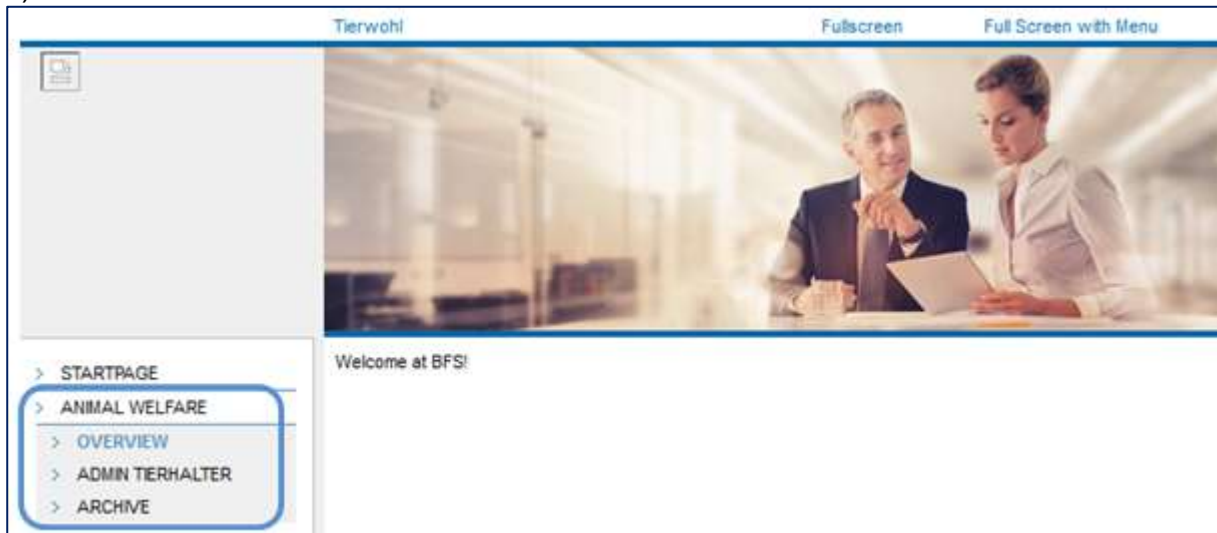 Tierwohl Fullscreen Full Screen with Menu
> STARTPAGE
> ANIMAL WELFARE
> OVERVIEW
> ADMIN TIERHALTER
> ARCHIVE
Welcome at BFS!